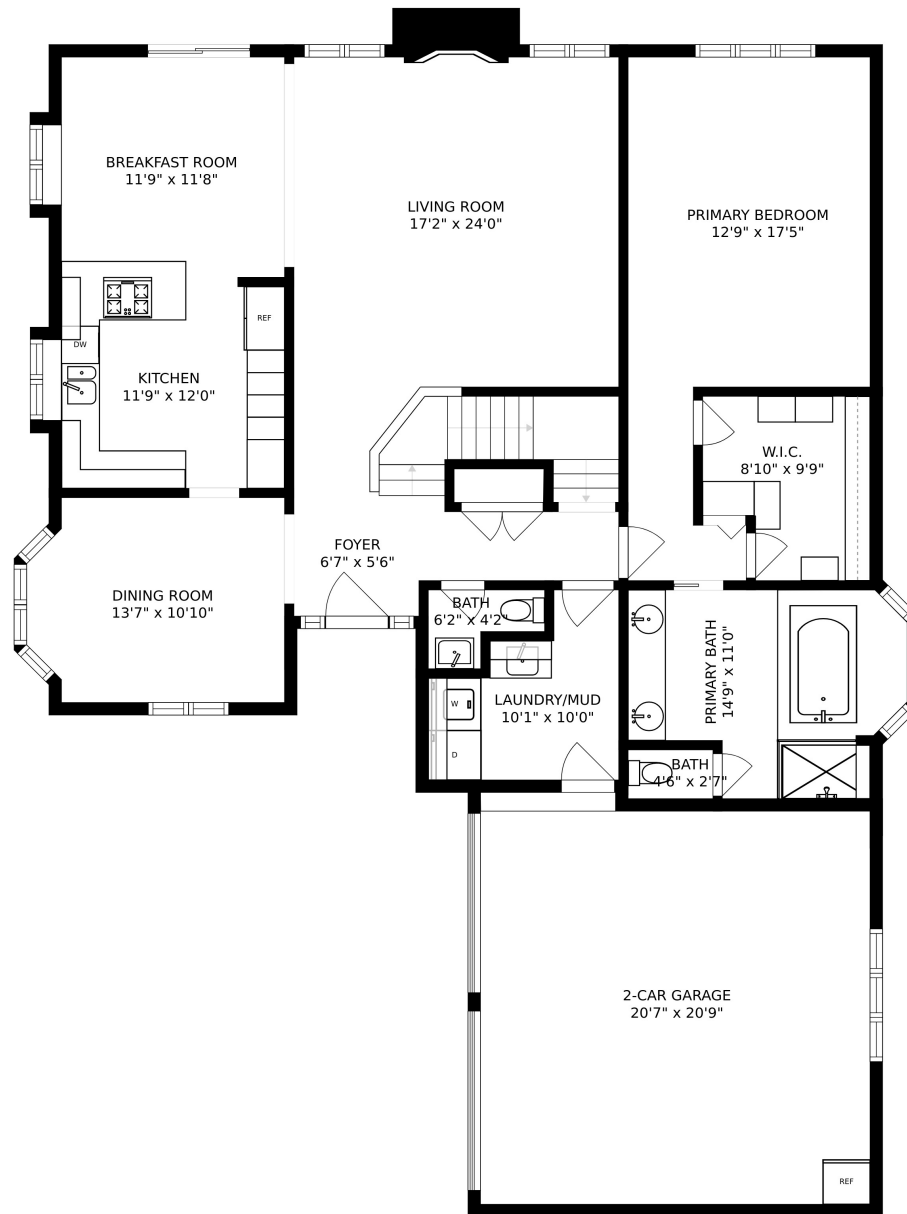 BREAKFAST ROOM
11'9" x 11'8"
LIVING ROOM
17'2" x 24'0"
PRIMARY BEDROOM
12'9" x 17'5"
REF
DW
KITCHEN
11'9" x 12'0"
W.I.C.
8'10" x 9'9"
FOYER
6'7" x 5'6"
DINING ROOM
13'7" x 10'10"
BATH
6'2" x 4'2"
PRIMARY BATH
14'9" x 11'0"
W
LAUNDRY/MUD
10'1" x 10'0"
D
BATH
4'6" x 2'7"
2-CAR GARAGE
20'7" x 20'9"
REF